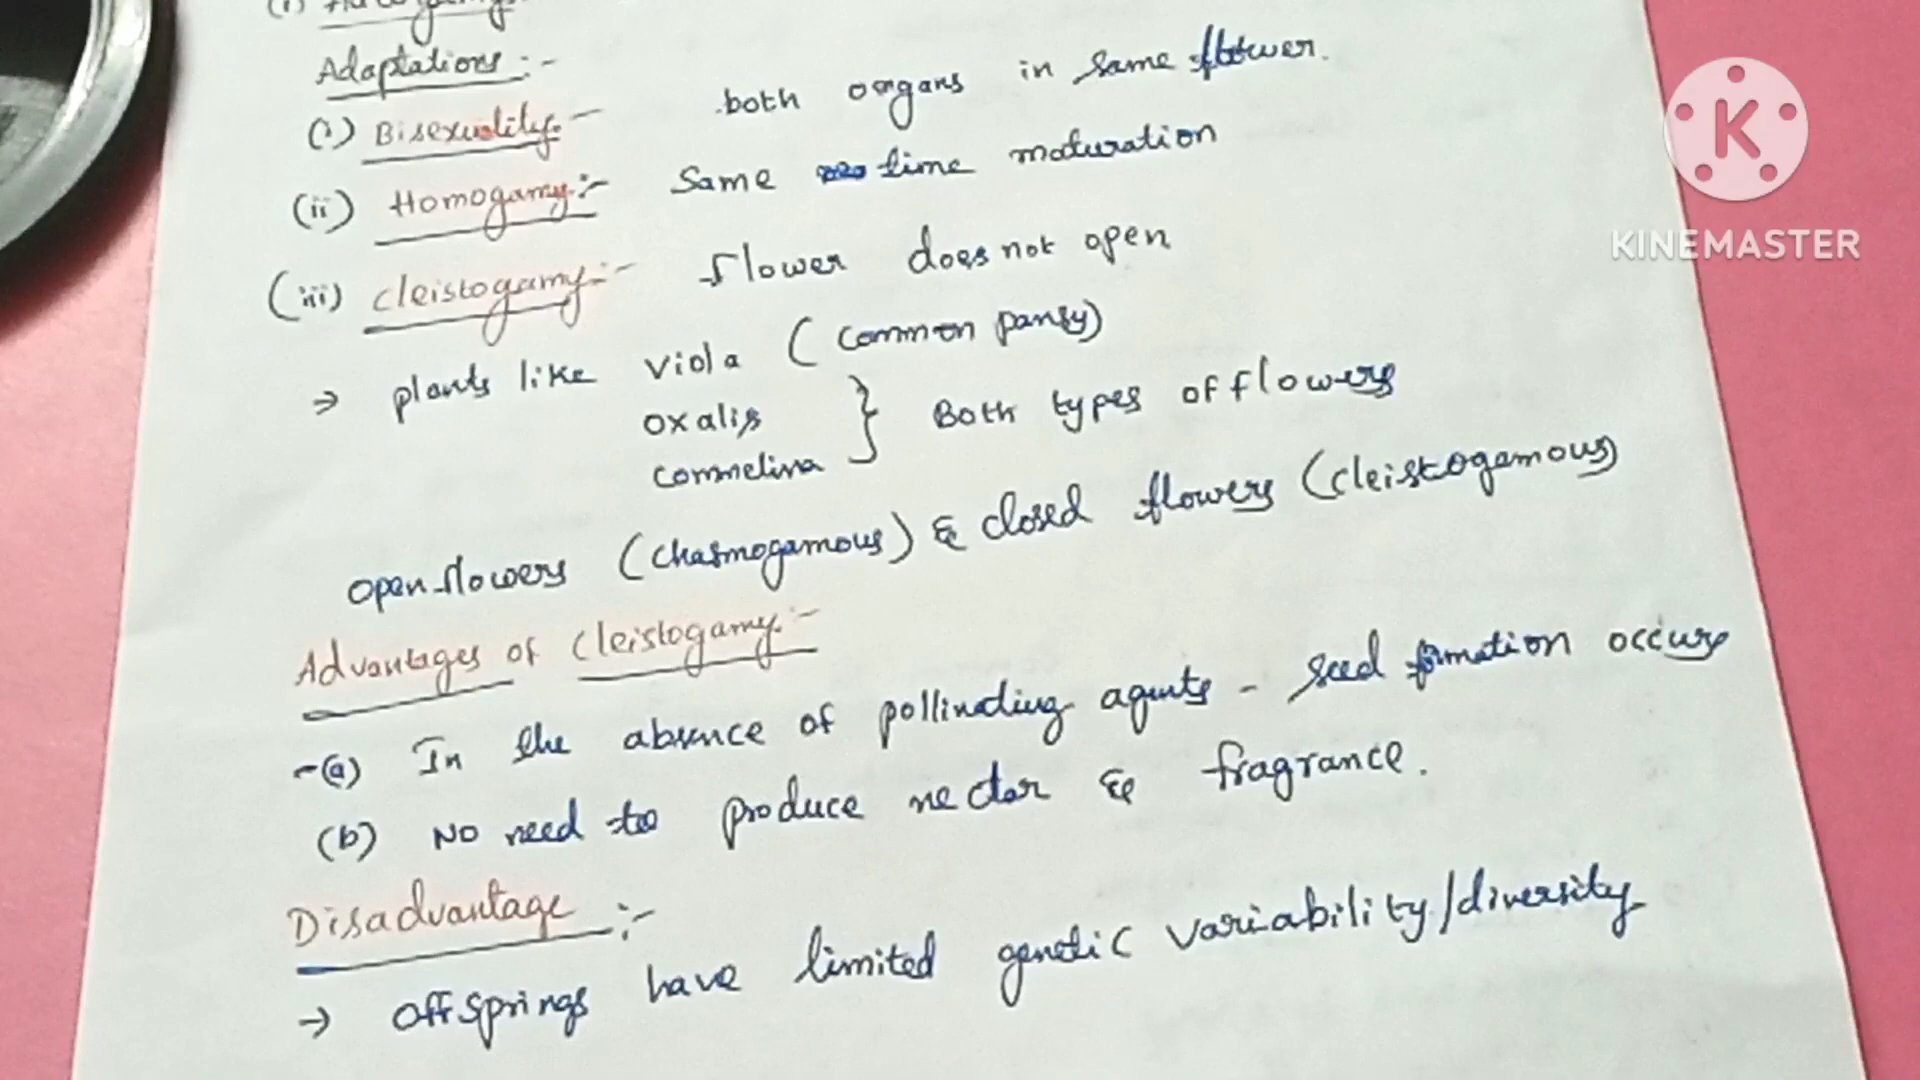 (i)
Adaptations :-
(i) Bisexuality :- both organs in same flower.
(ii) Homogamy :- Same time maturation
(iii) cleistogamy :- flower does not open
⇒ plants like viola (common pansy)
oxalis
commelina } Both types of flowers
open flowers (chasmogamous) & closed flowers (cleistogamous)
Advantages of Cleistogamy :-
-(a) In the absence of pollinating agents - seed formation occurs
(b) No need to produce nectar & fragrance.
Disadvantage :-
→ offsprings have limited genetic variability/diversity
K
KINEMASTER